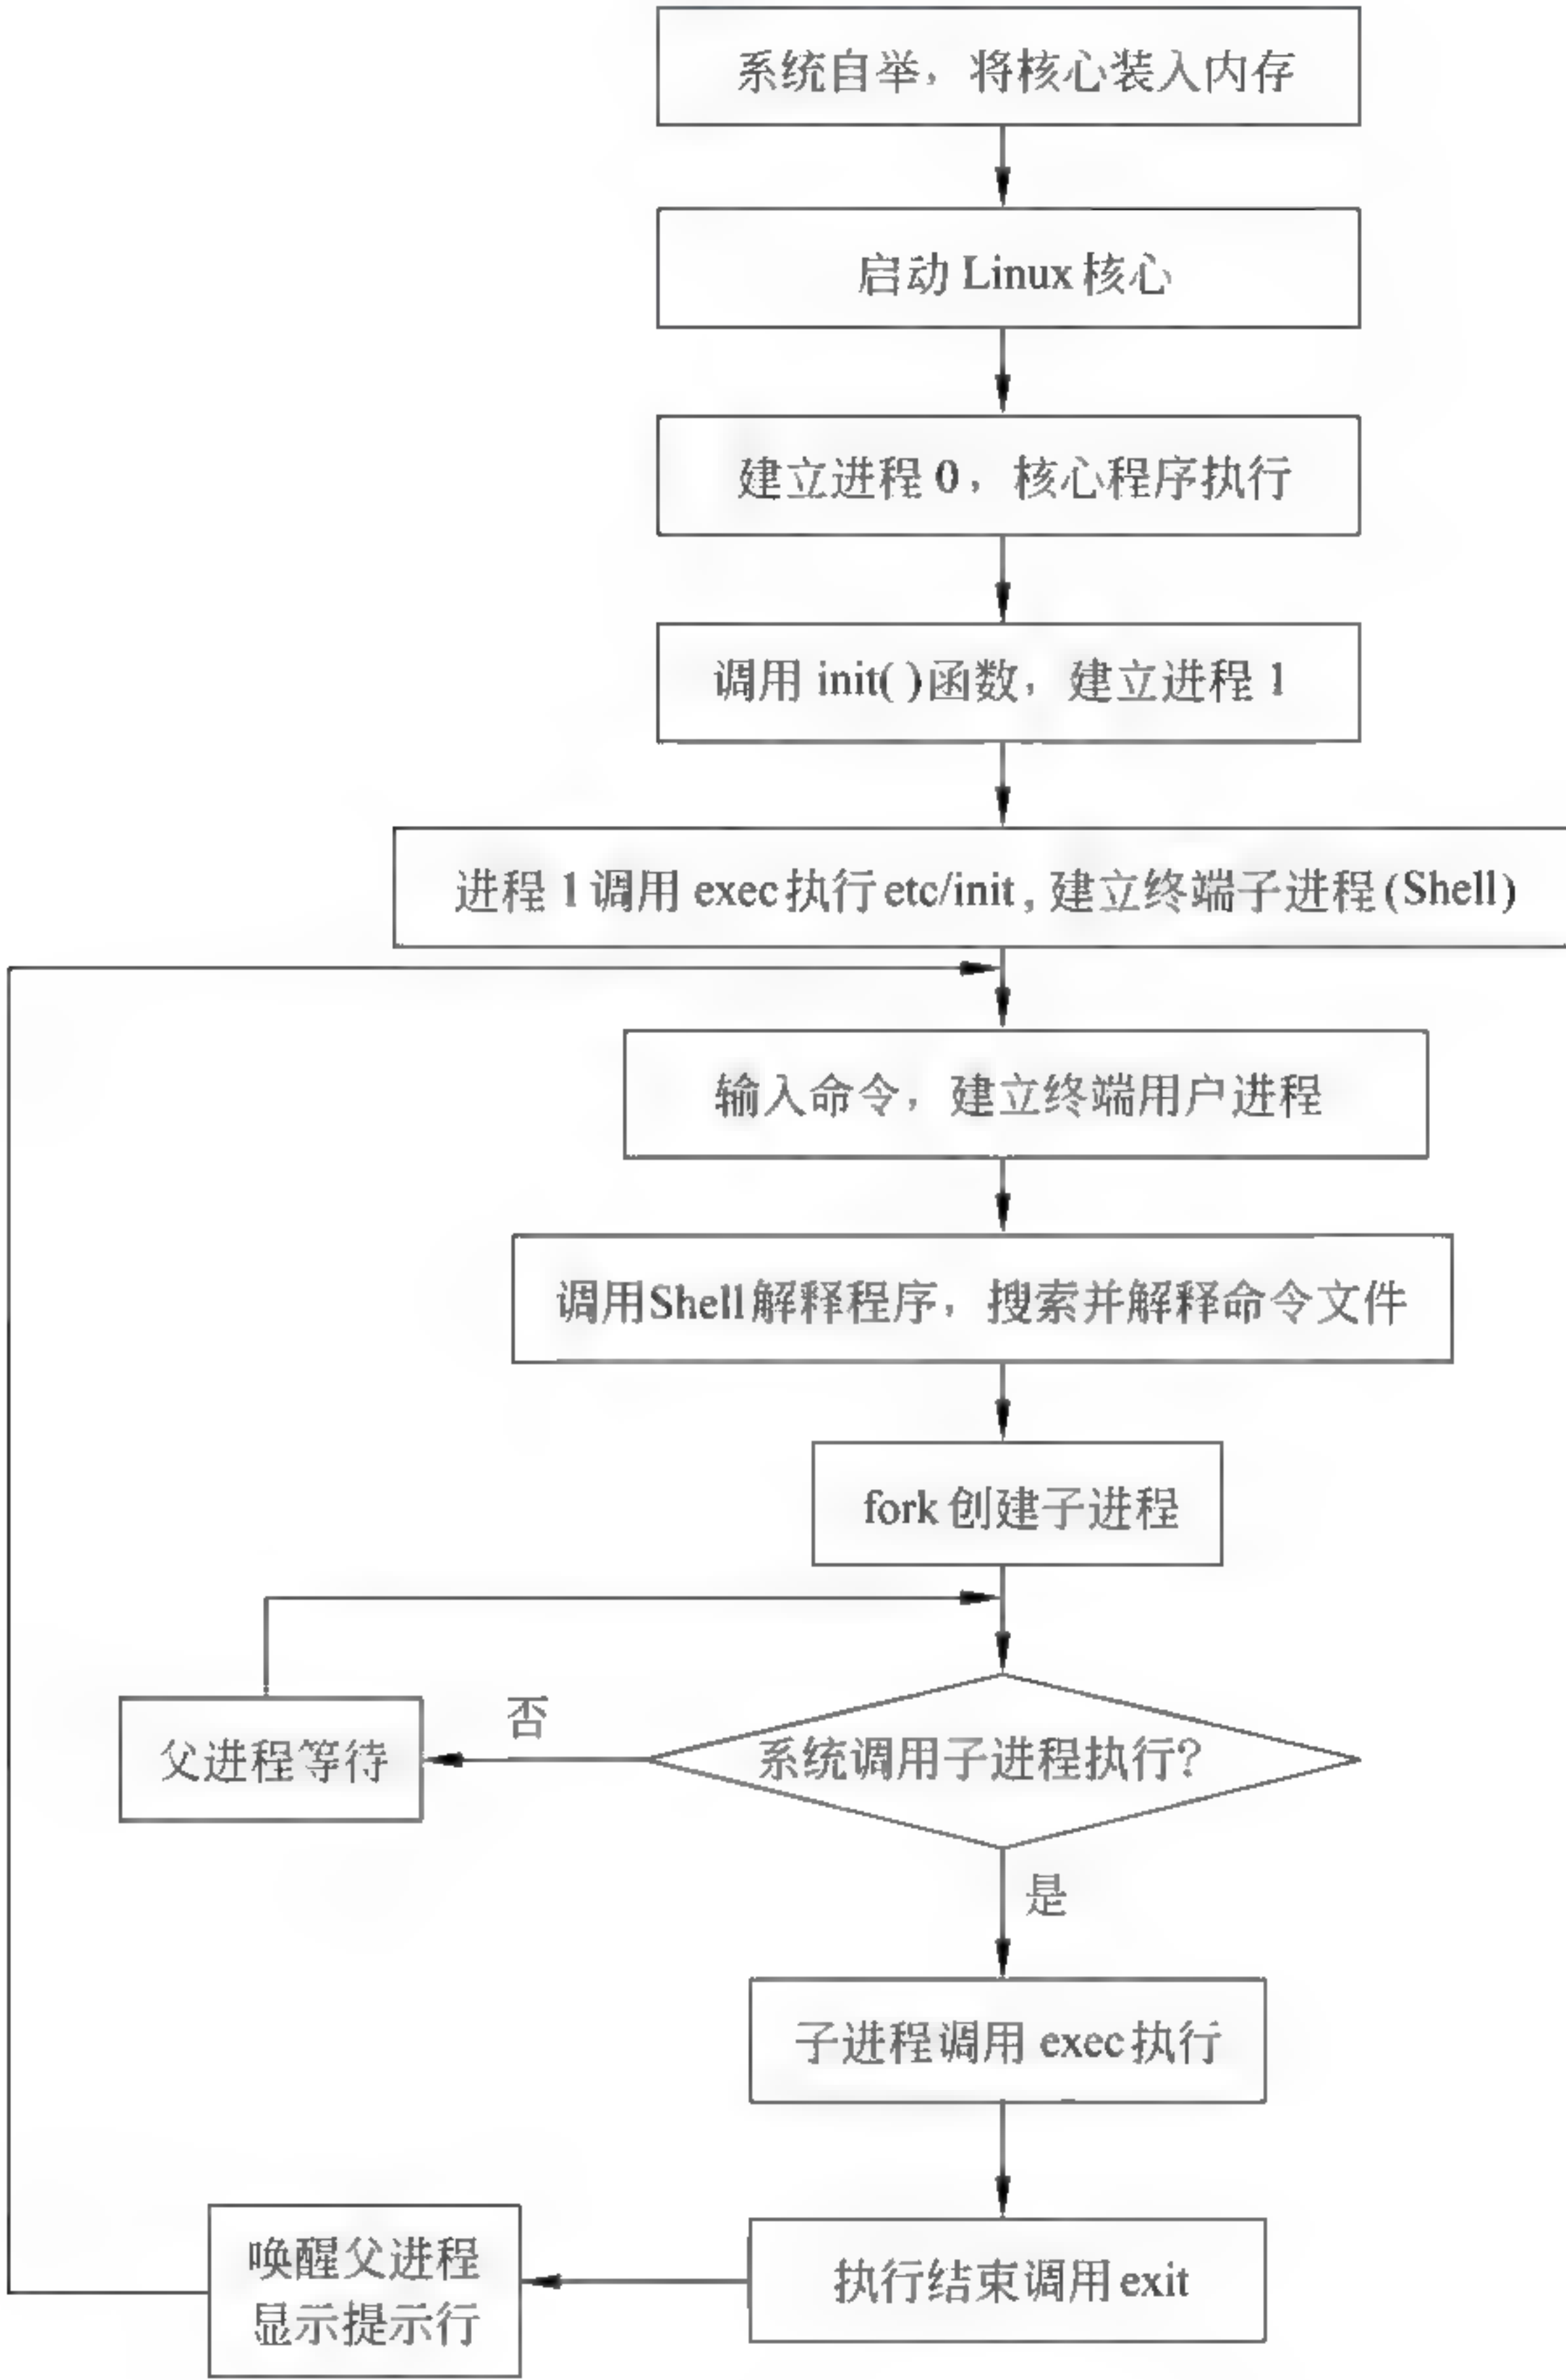 系统自举，将核心装入内存
启动 Linux 核心
建立进程 0，核心程序执行
调用 init( )函数，建立进程 1
进程 1 调用 exec 执行 etc/init , 建立终端子进程 (Shell)
输入命令，建立终端用户进程
调用Shell 解释程序，搜索并解释命令文件
fork 创建子进程
否
父进程等待
系统调用子进程执行?
是
子进程调用 exec 执行
唤醒父进程
显示提示行
执行结束调用 exit